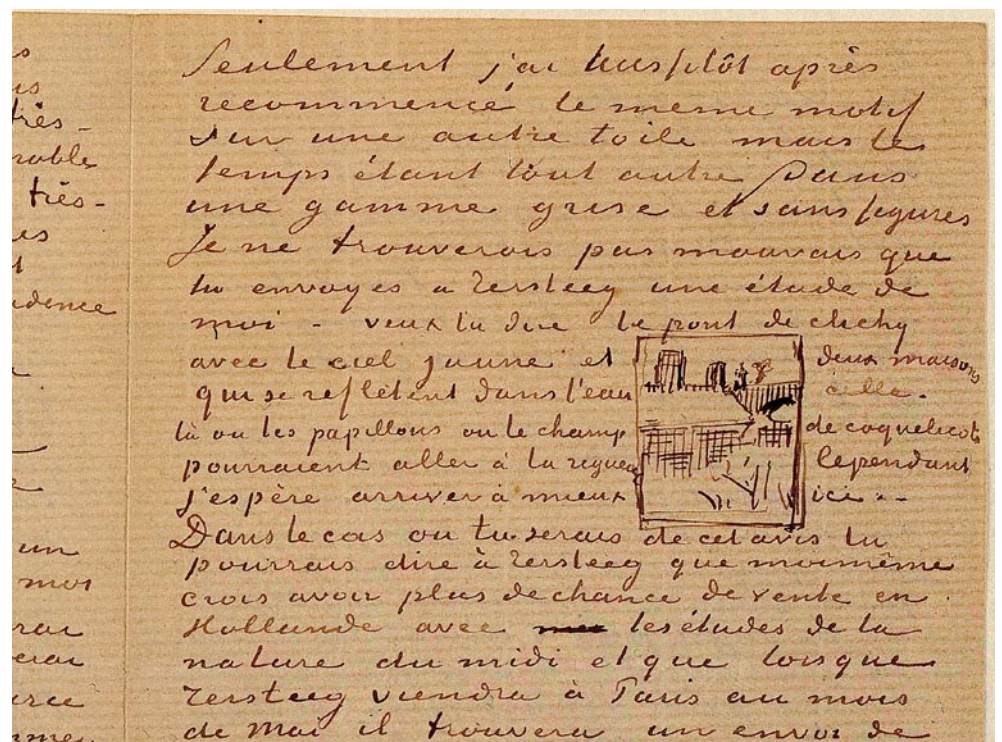 très-
très-
un
Seulement j'ai aussitôt après
recommencé le meme motif
sur une autre toile mais le
temps étant tout autre Dans
une gamme grise et sans figures
Je ne trouverais pas mauvais que
tu envoyes a Tersteeg une étude de
moi - veux tu dire le pont de clichy
avec le ciel jaune et deux maisons
qui se reflètent dans l'eau celle.
là ou les papillons ou le champ de coquelicots
pourraient aller à la rigueur Cependant
j'espère arriver à mieux ici. -
Dans le cas ou tu serais de cet avis tu
pourrais dire à Tersteeg que moimême
crois avoir plus de chance de vente en
Hollande avec mes les études de la
nature du midi et que lorsque
Tersteeg viendra à Paris au mois
de Mai il trouvera un envoi de